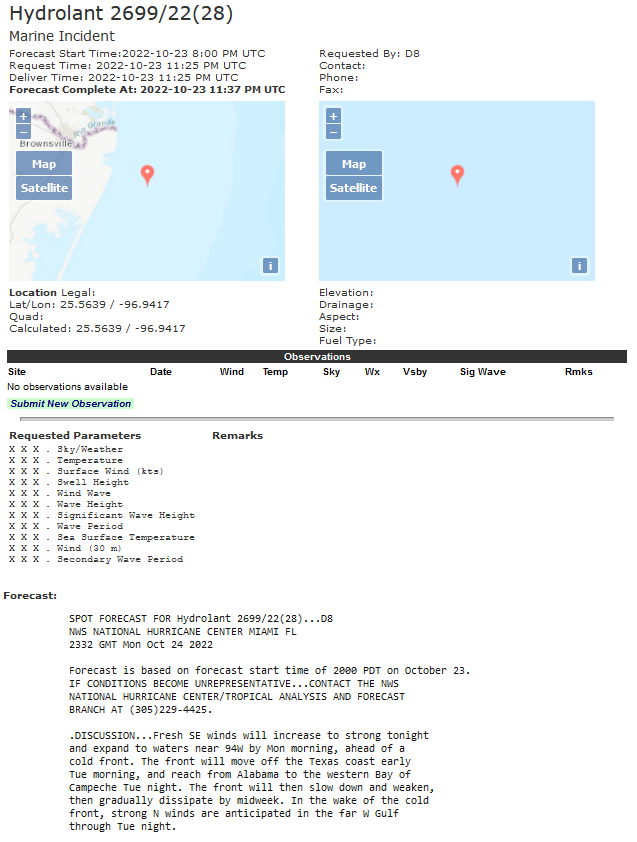 Hydrolant 2699/22(28)
Marine Incident
Forecast Start Time:2022-10-23 8:00 PM UTC
Request Time: 2022-10-23 11:25 PM UTC
Deliver Time: 2022-10-23 11:25 PM UTC
Forecast Complete At: 2022-10-23 11:37 PM UTC
Requested By: D8
Contact:
Phone:
Fax:
+
−
Rio Grande
Brownsville
Map
Satellite
i
+
−
Map
Satellite
i
Location Legal:
Lat/Lon: 25.5639 / -96.9417
Quad:
Calculated: 25.5639 / -96.9417
Elevation:
Drainage:
Aspect:
Size:
Fuel Type:
Observations
Site Date Wind Temp Sky Wx Vsby Sig Wave Rmks
No observations available
Submit New Observation
Requested Parameters Remarks
X X X . Sky/Weather
X X X . Temperature
X X X . Surface Wind (kts)
X X X . Swell Height
X X X . Wind Wave
X X X . Wave Height
X X X . Significant Wave Height
X X X . Wave Period
X X X . Sea Surface Temperature
X X X . Wind (30 m)
X X X . Secondary Wave Period
Forecast:
SPOT FORECAST FOR Hydrolant 2699/22(28)...D8
NWS NATIONAL HURRICANE CENTER MIAMI FL
2332 GMT Mon Oct 24 2022
Forecast is based on forecast start time of 2000 PDT on October 23.
IF CONDITIONS BECOME UNREPRESENTATIVE...CONTACT THE NWS
NATIONAL HURRICANE CENTER/TROPICAL ANALYSIS AND FORECAST
BRANCH AT (305)229-4425.
.DISCUSSION...Fresh SE winds will increase to strong tonight
and expand to waters near 94W by Mon morning, ahead of a
cold front. The front will move off the Texas coast early
Tue morning, and reach from Alabama to the western Bay of
Campeche Tue night. The front will then slow down and weaken,
then gradually dissipate by midweek. In the wake of the cold
front, strong N winds are anticipated in the far W Gulf
through Tue night.